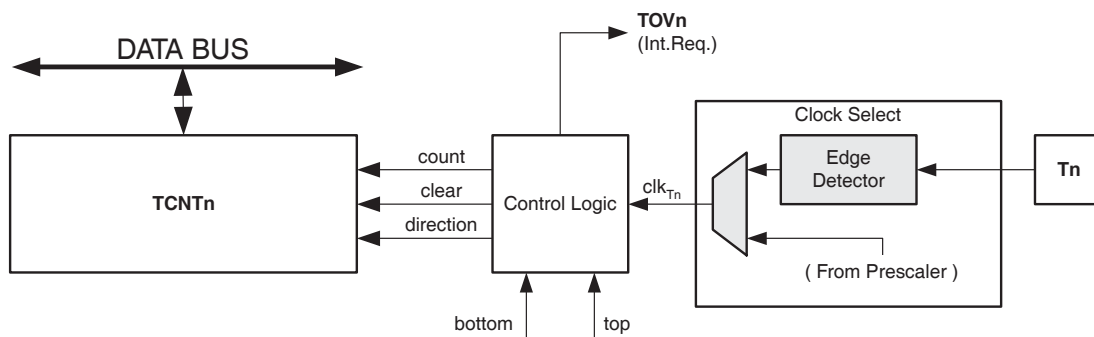 TOVn
(Int.Req.)
DATA BUS
Clock Select
Edge
Detector
Tn
TCNTn
count
clear
direction
Control Logic
clkTn
( From Prescaler )
bottom
top